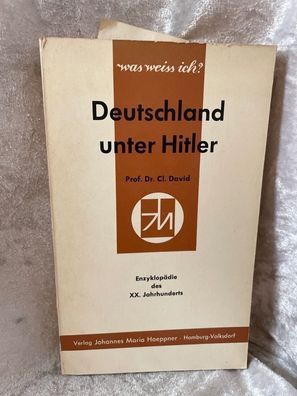 was weiss ich?
Deutschland
unter Hitler
Prof. Dr. Cl. David
Enzyklopädie
des
XX. Jahrhunderts
Verlag Johannes Maria Hoeppner - Hamburg-Volksdorf